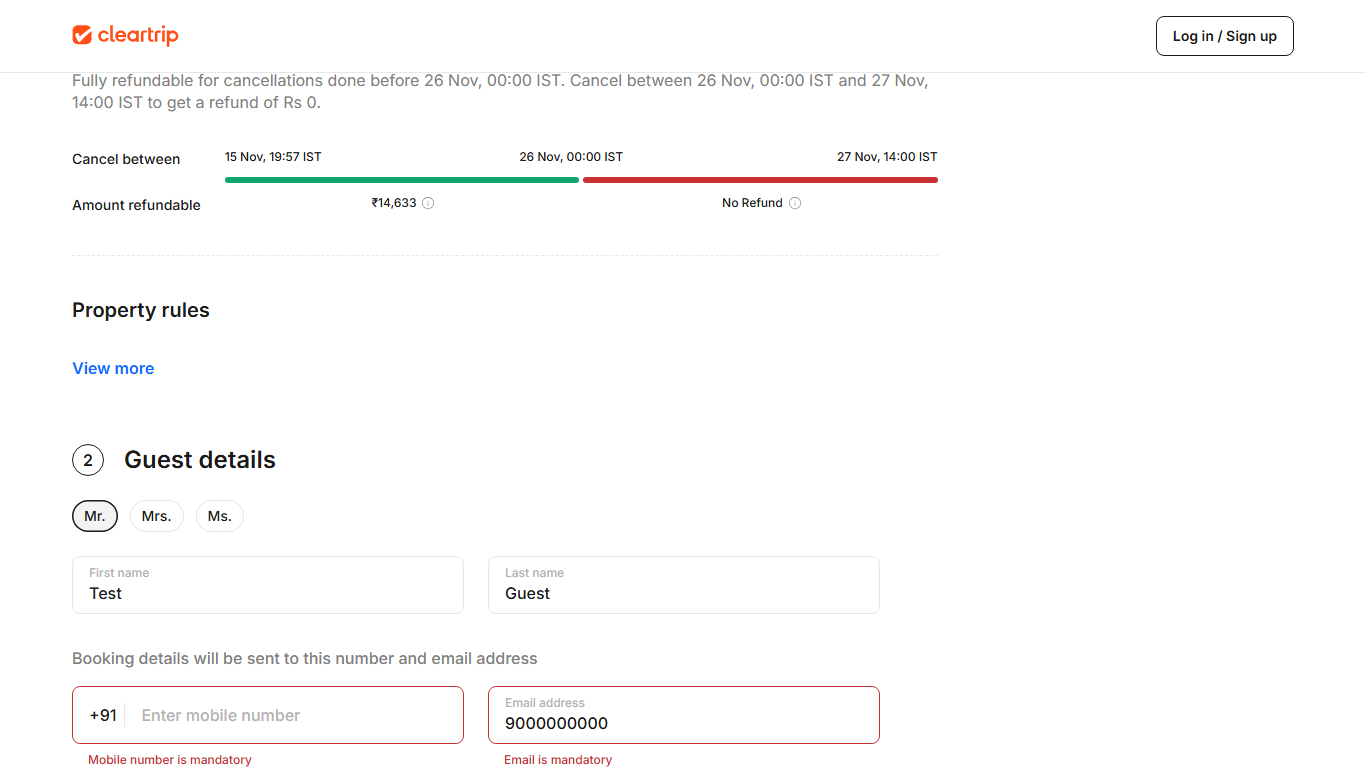 cleartrip
Log in / Sign up
Fully refundable for cancellations done before 26 Nov, 00:00 IST. Cancel between 26 Nov, 00:00 IST and 27 Nov,
14:00 IST to get a refund of Rs 0.
Cancel between
15 Nov, 19:57 IST
26 Nov, 00:00 IST
27 Nov, 14:00 IST
Amount refundable
₹14,633
No Refund
Property rules
View more
2 Guest details
Mr.
Mrs.
Ms.
First name
Test
Last name
Guest
Booking details will be sent to this number and email address
+91 Enter mobile number
Email address
9000000000
Mobile number is mandatory
Email is mandatory